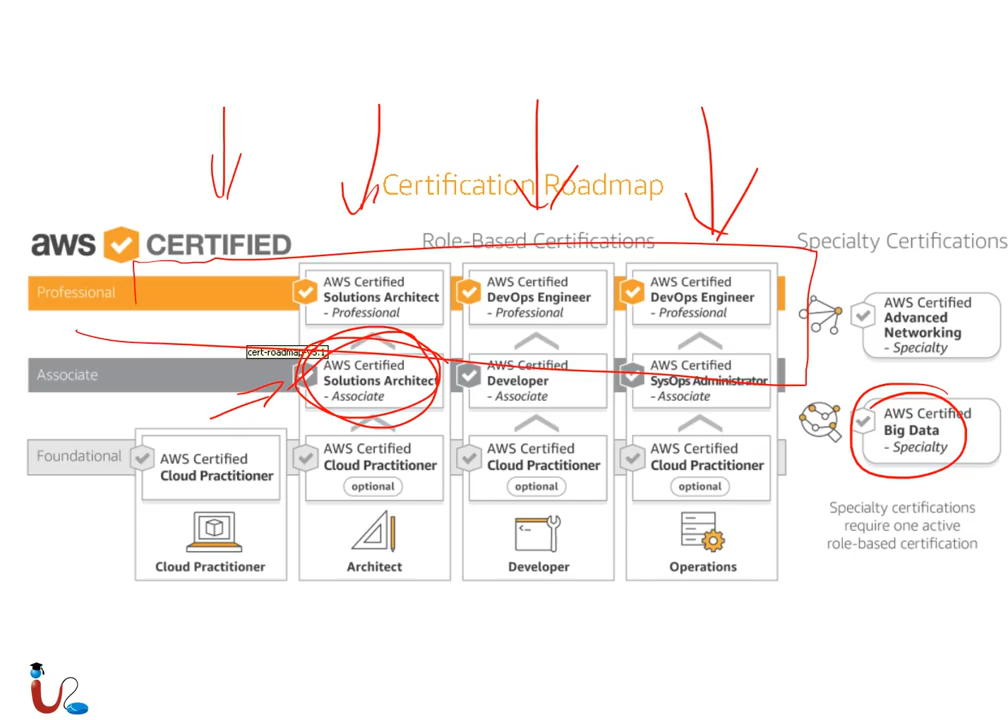 Certification Roadmap
aws CERTIFIED
Role-Based Certifications
Specialty Certifications
Professional
AWS Certified
Solutions Architect
- Professional
AWS Certified
DevOps Engineer
- Professional
AWS Certified
DevOps Engineer
- Professional
AWS Certified
Advanced
Networking
- Specialty
cert-roadmap-v3.1
Associate
AWS Certified
Solutions Architect
- Associate
AWS Certified
Developer
- Associate
AWS Certified
SysOps Administrator
- Associate
AWS Certified
Big Data
- Specialty
Foundational
AWS Certified
Cloud Practitioner
AWS Certified
Cloud Practitioner
optional
AWS Certified
Cloud Practitioner
optional
AWS Certified
Cloud Practitioner
optional
Specialty certifications
require one active
role-based certification
Cloud Practitioner
Architect
Developer
Operations